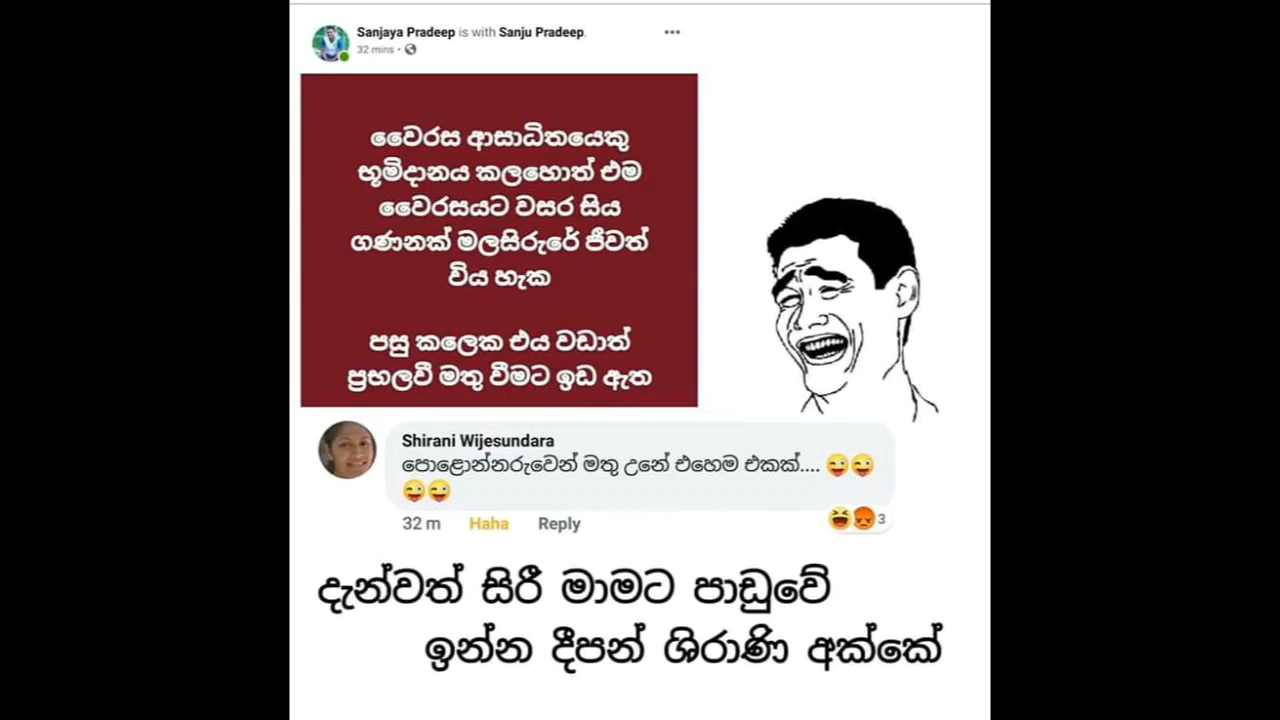 Sanjaya Pradeep is with Sanju Pradeep.
32 mins •
වෛරස ආසාධිතයෙකු
භූමිදානය කලහොත් එම
වෛරසයට වසර සිය
ගණනක් මලසිරුරේ ජීවත්
විය හැක
පසු කලෙක එය වඩාත්
ප්‍රභලවී මතු වීමට ඉඩ ඇත
Shirani Wijesundara
පොළොන්නරුවෙන් මතු උනේ එහෙම එකක්.... 😜😜
😜😜
32 m Haha Reply 😆😡 3
දැන්වත් සිරී මාමට පාඩුවේ
ඉන්න දීපන් ශිරාණි අක්කේ